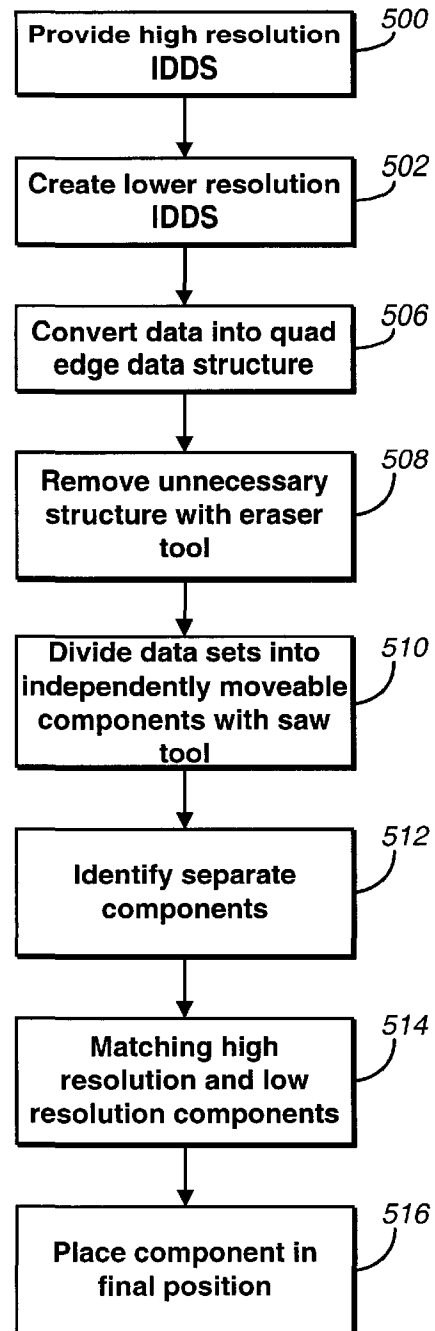 500
Provide high resolution
IDDS
502
Create lower resolution
IDDS
506
Convert data into quad
edge data structure
508
Remove unnecessary
structure with eraser
tool
510
Divide data sets into
independently moveable
components with saw
tool
512
Identify separate
components
514
Matching high
resolution and low
resolution components
516
Place component in
final position